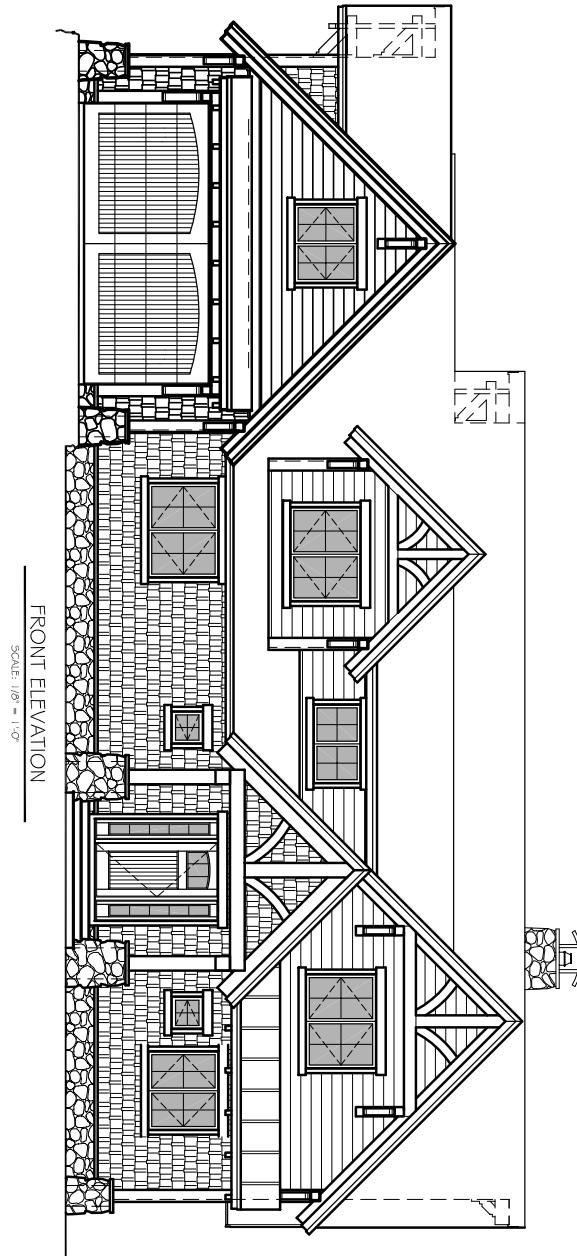 FRONT ELEVATION
SCALE: 1/8" = 1'-0"